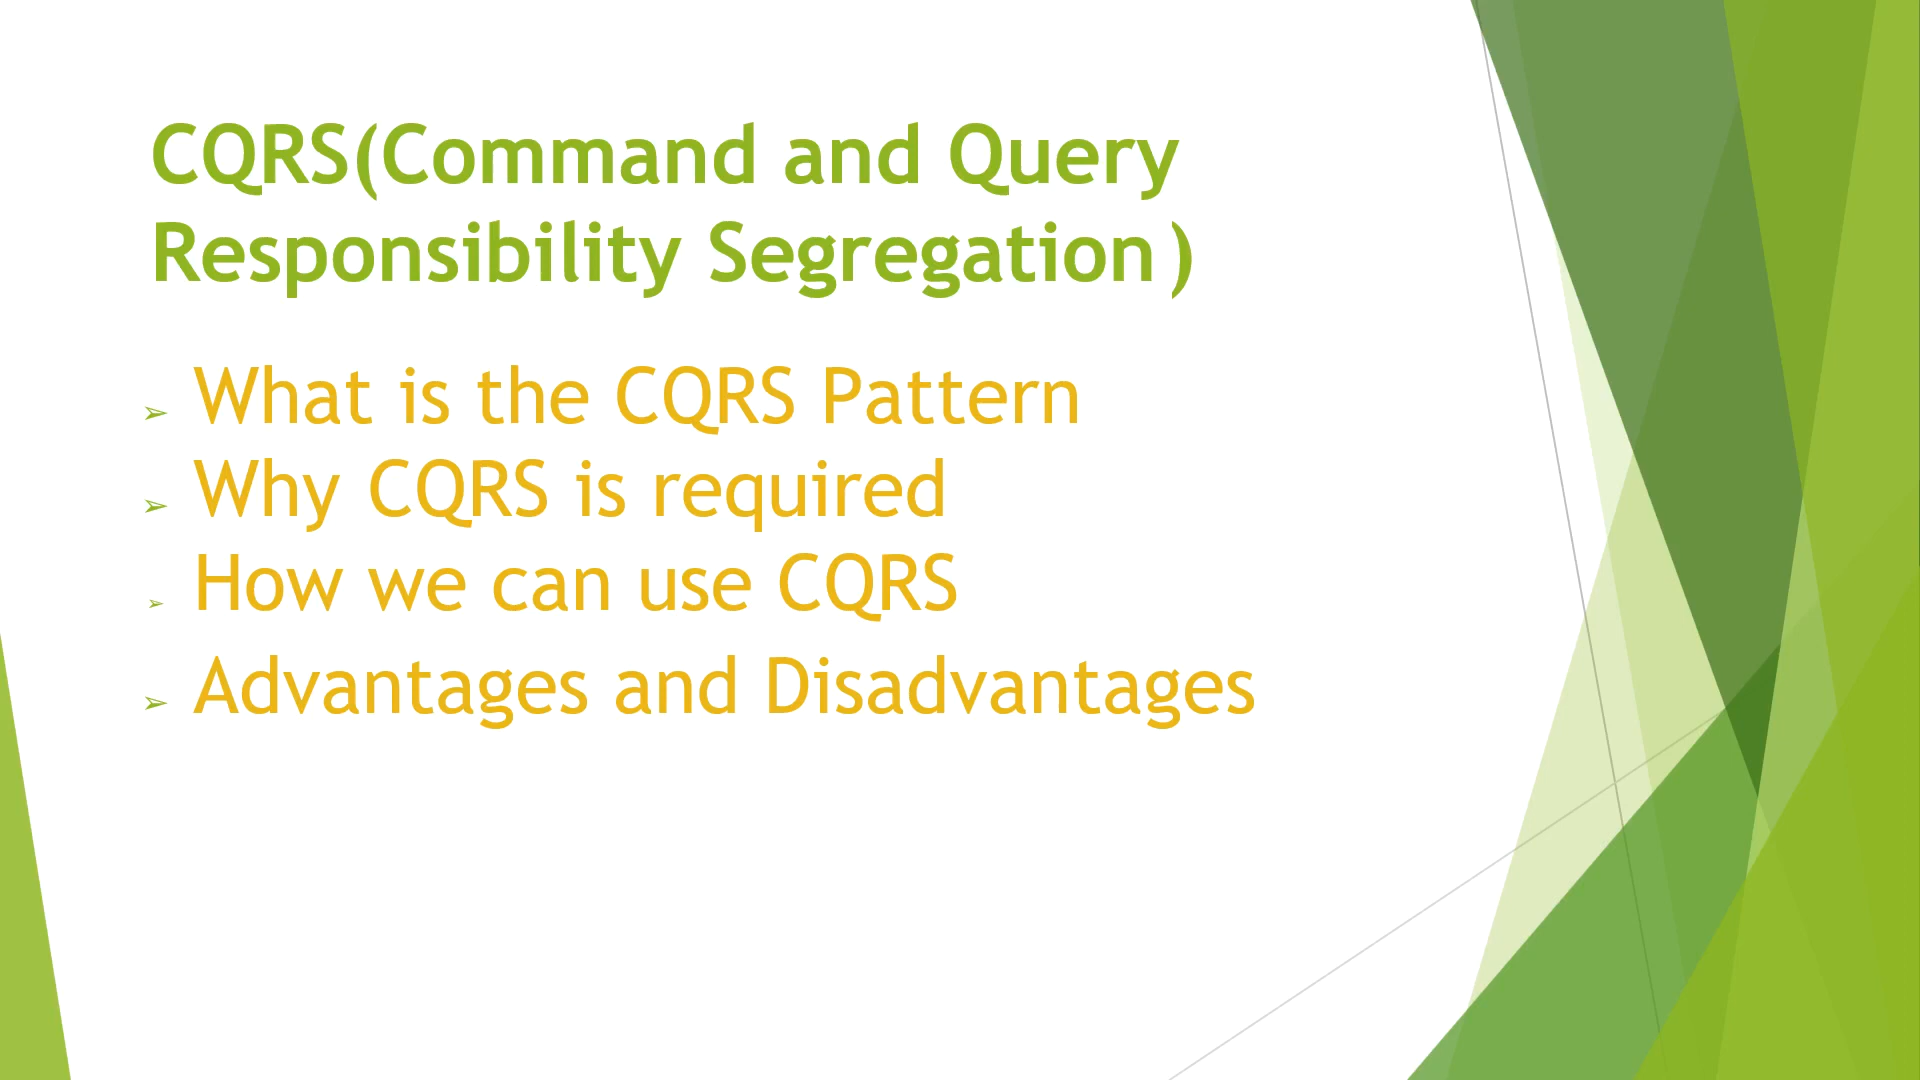 CQRS(Command and Query
Responsibility Segregation)
➢ What is the CQRS Pattern
➢ Why CQRS is required
➢ How we can use CQRS
➢ Advantages and Disadvantages